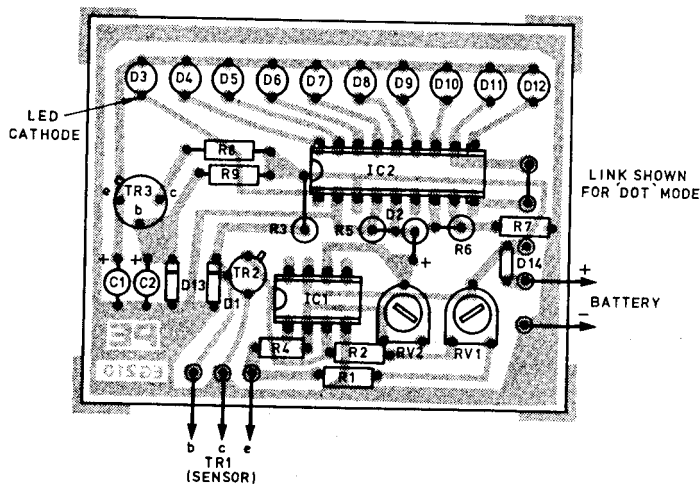 D3 D4 D5 D6 D7 D8 D9 D10 D11 D12
LED
CATHODE
R8
R9
IC2
LINK SHOWN
FOR 'DOT' MODE
e TR3 c
b
R3
R5
D2
R6
R7
+
+ +
C1 C2 D13 D1 TR2
IC1
D14
+
BATTERY
−
R4
R2
RV2
RV1
R1
PE
EG210
b c e
TR1
(SENSOR)